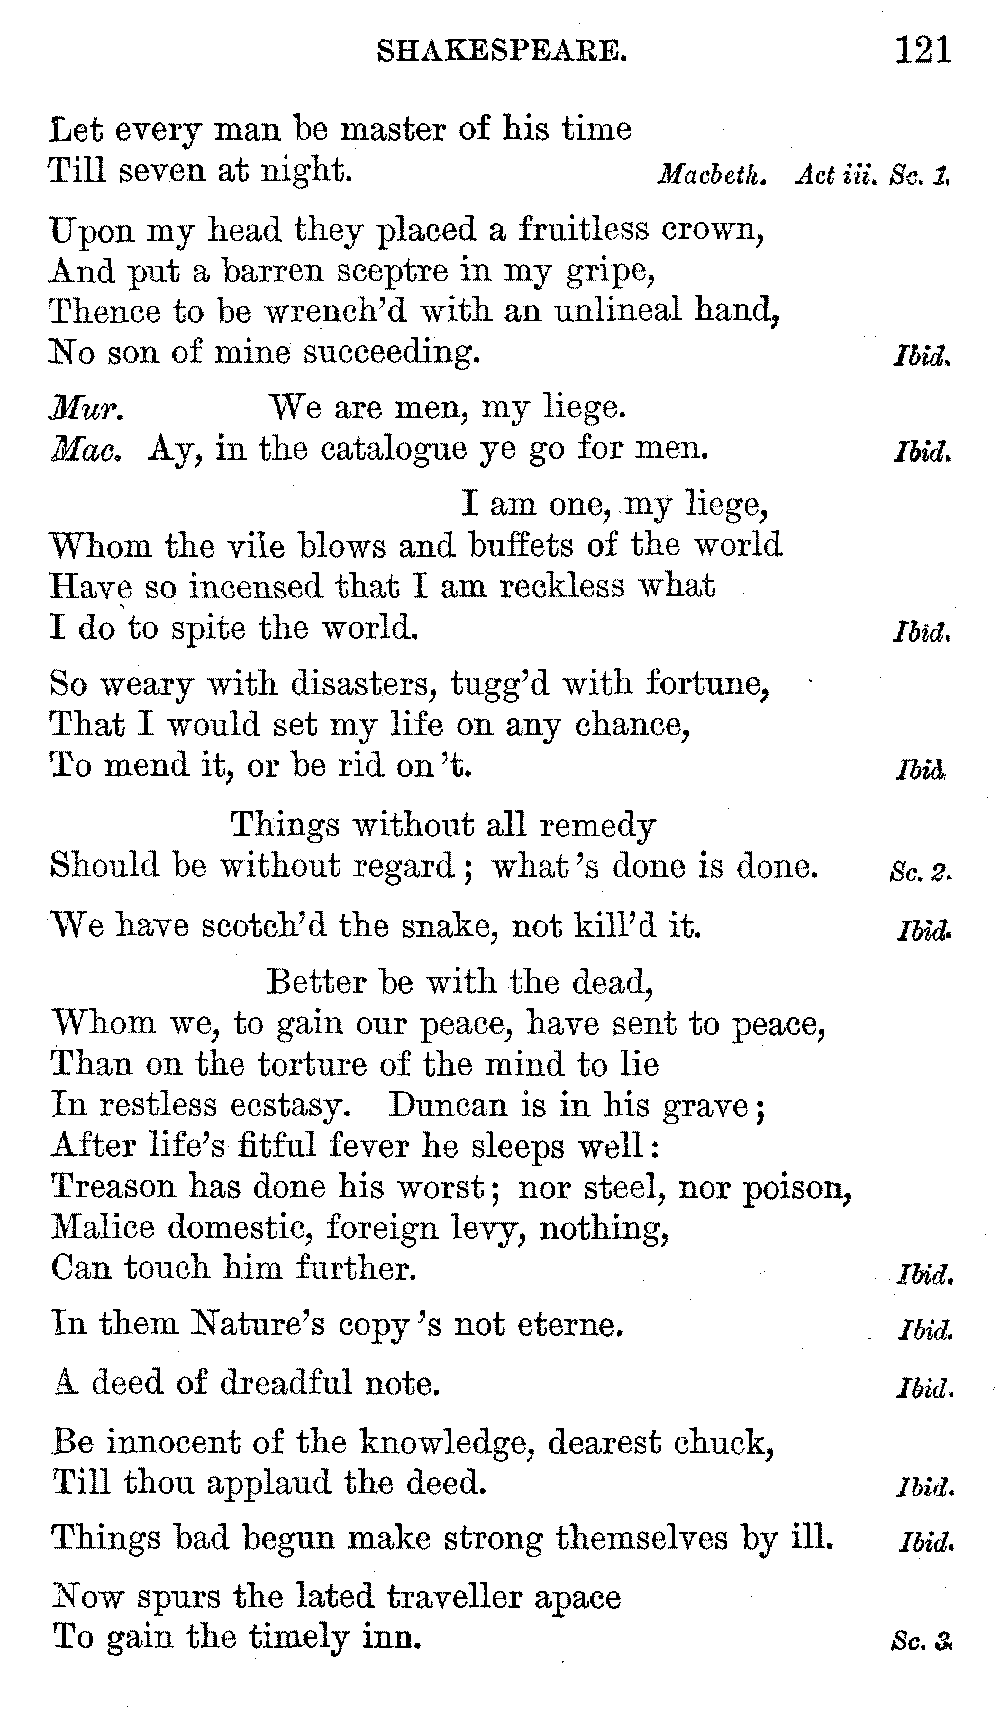 SHAKESPEARE. 121
Let every man be master of his time
Till seven at night. Macbeth. Act iii. Sc. 1.
Upon my head they placed a fruitless crown,
And put a barren sceptre in my gripe,
Thence to be wrench'd with an unlineal hand,
No son of mine succeeding. Ibid.
Mur. We are men, my liege.
Mac. Ay, in the catalogue ye go for men. Ibid.
I am one, my liege,
Whom the vile blows and buffets of the world
Have so incensed that I am reckless what
I do to spite the world. Ibid.
So weary with disasters, tugg'd with fortune,
That I would set my life on any chance,
To mend it, or be rid on 't. Ibid.
Things without all remedy
Should be without regard; what 's done is done. Sc. 2.
We have scotch'd the snake, not kill'd it. Ibid.
Better be with the dead,
Whom we, to gain our peace, have sent to peace,
Than on the torture of the mind to lie
In restless ecstasy. Duncan is in his grave;
After life's fitful fever he sleeps well:
Treason has done his worst; nor steel, nor poison,
Malice domestic, foreign levy, nothing,
Can touch him further. Ibid.
In them Nature's copy 's not eterne. Ibid.
A deed of dreadful note. Ibid.
Be innocent of the knowledge, dearest chuck,
Till thou applaud the deed. Ibid.
Things bad begun make strong themselves by ill. Ibid.
Now spurs the lated traveller apace
To gain the timely inn. Sc. 3.